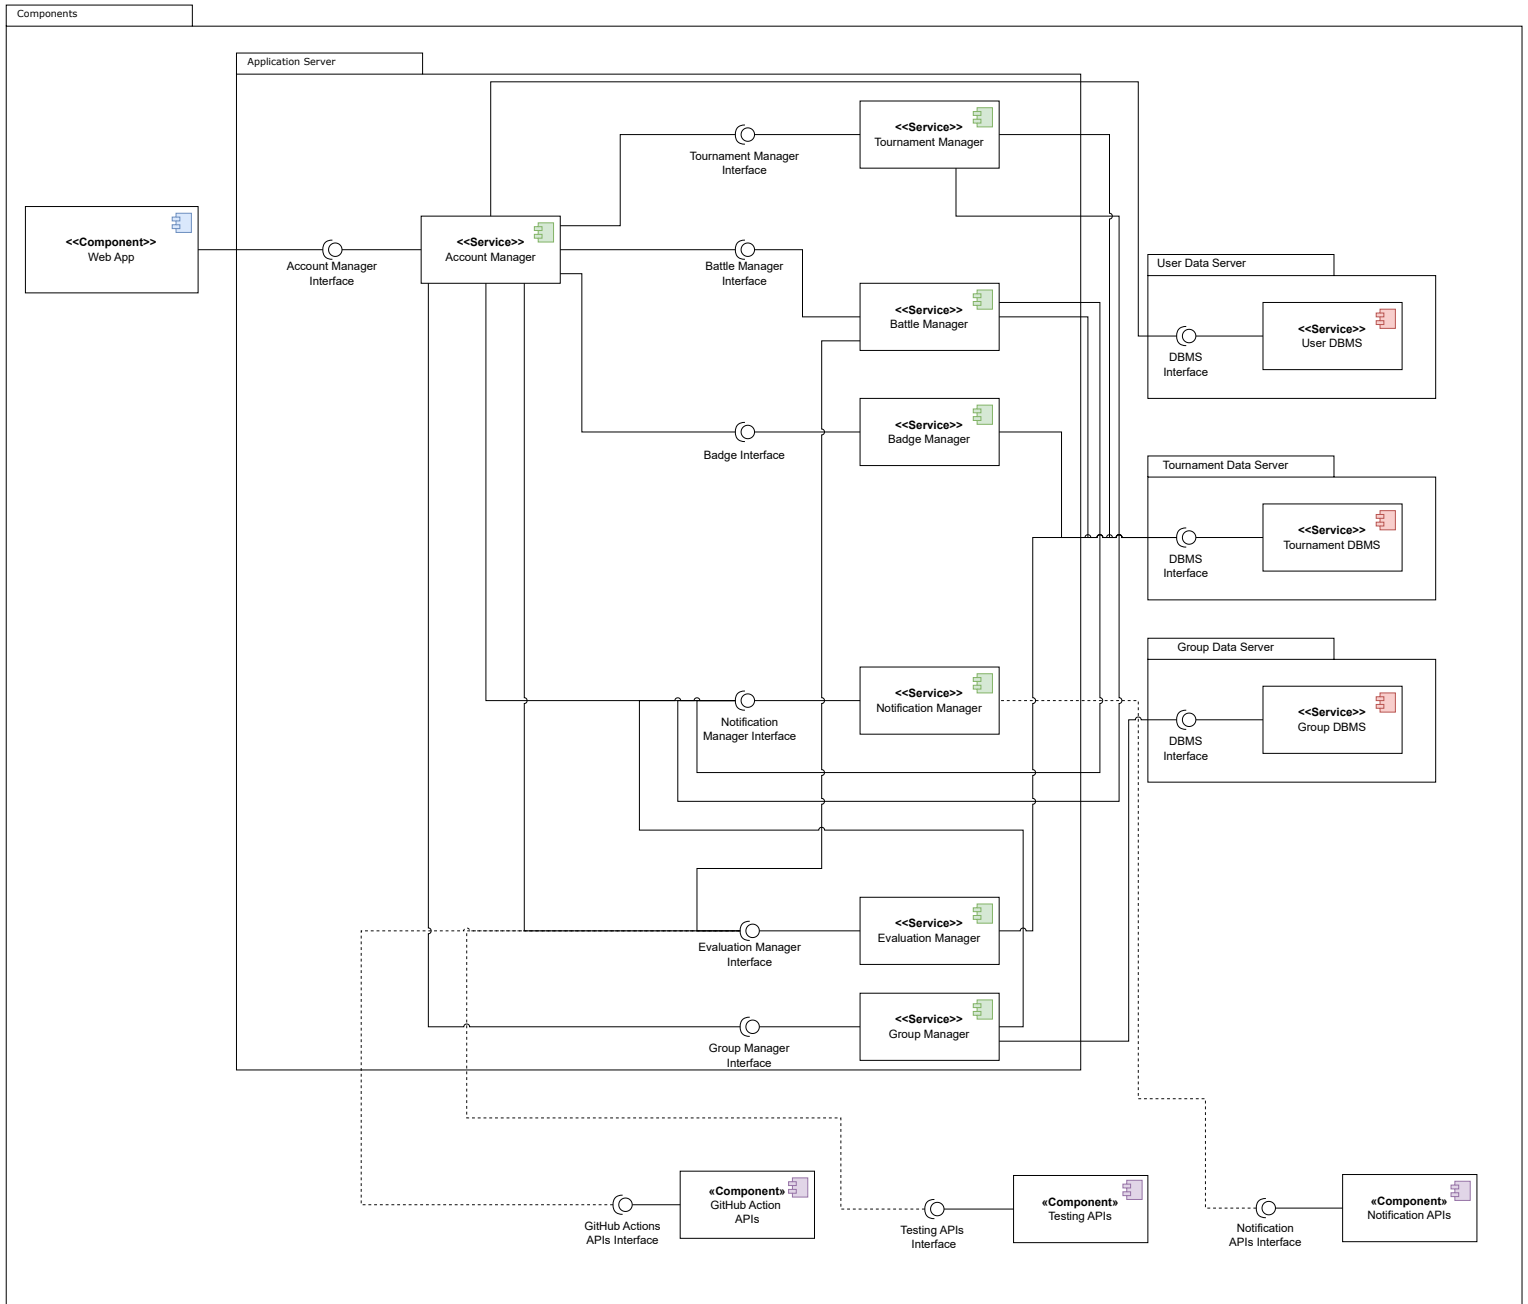 Components
Application Server
<<Service>>
Tournament Manager
Tournament Manager
Interface
<<Component>>
Web App
Account Manager
Interface
<<Service>>
Account Manager
Battle Manager
Interface
<<Service>>
Battle Manager
User Data Server
<<Service>>
User DBMS
DBMS
Interface
<<Service>>
Badge Manager
Badge Interface
Tournament Data Server
<<Service>>
Tournament DBMS
DBMS
Interface
Group Data Server
<<Service>>
Notification Manager
Notification
Manager Interface
<<Service>>
Group DBMS
DBMS
Interface
<<Service>>
Evaluation Manager
Evaluation Manager
Interface
<<Service>>
Group Manager
Group Manager
Interface
«Component»
GitHub Action
APIs
GitHub Actions
APIs Interface
«Component»
Testing APIs
Testing APIs
Interface
«Component»
Notification APIs
Notification
APIs Interface